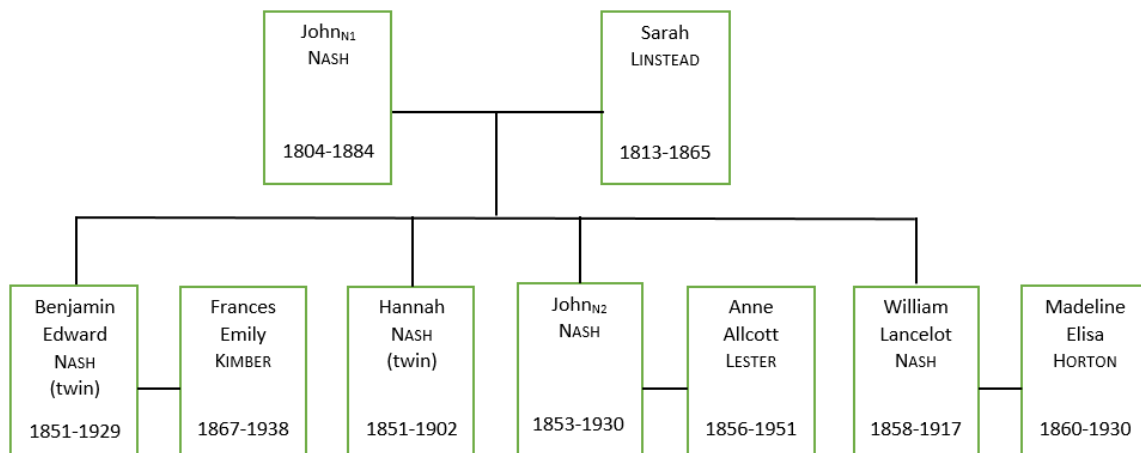 John N1
NASH
1804-1884
Sarah
LINSTEAD
1813-1865
Benjamin
Edward
NASH
(twin)
1851-1929
Frances
Emily
KIMBER
1867-1938
Hannah
NASH
(twin)
1851-1902
John N2
NASH
1853-1930
Anne
Allcott
LESTER
1856-1951
William
Lancelot
NASH
1858-1917
Madeline
Elisa
HORTON
1860-1930